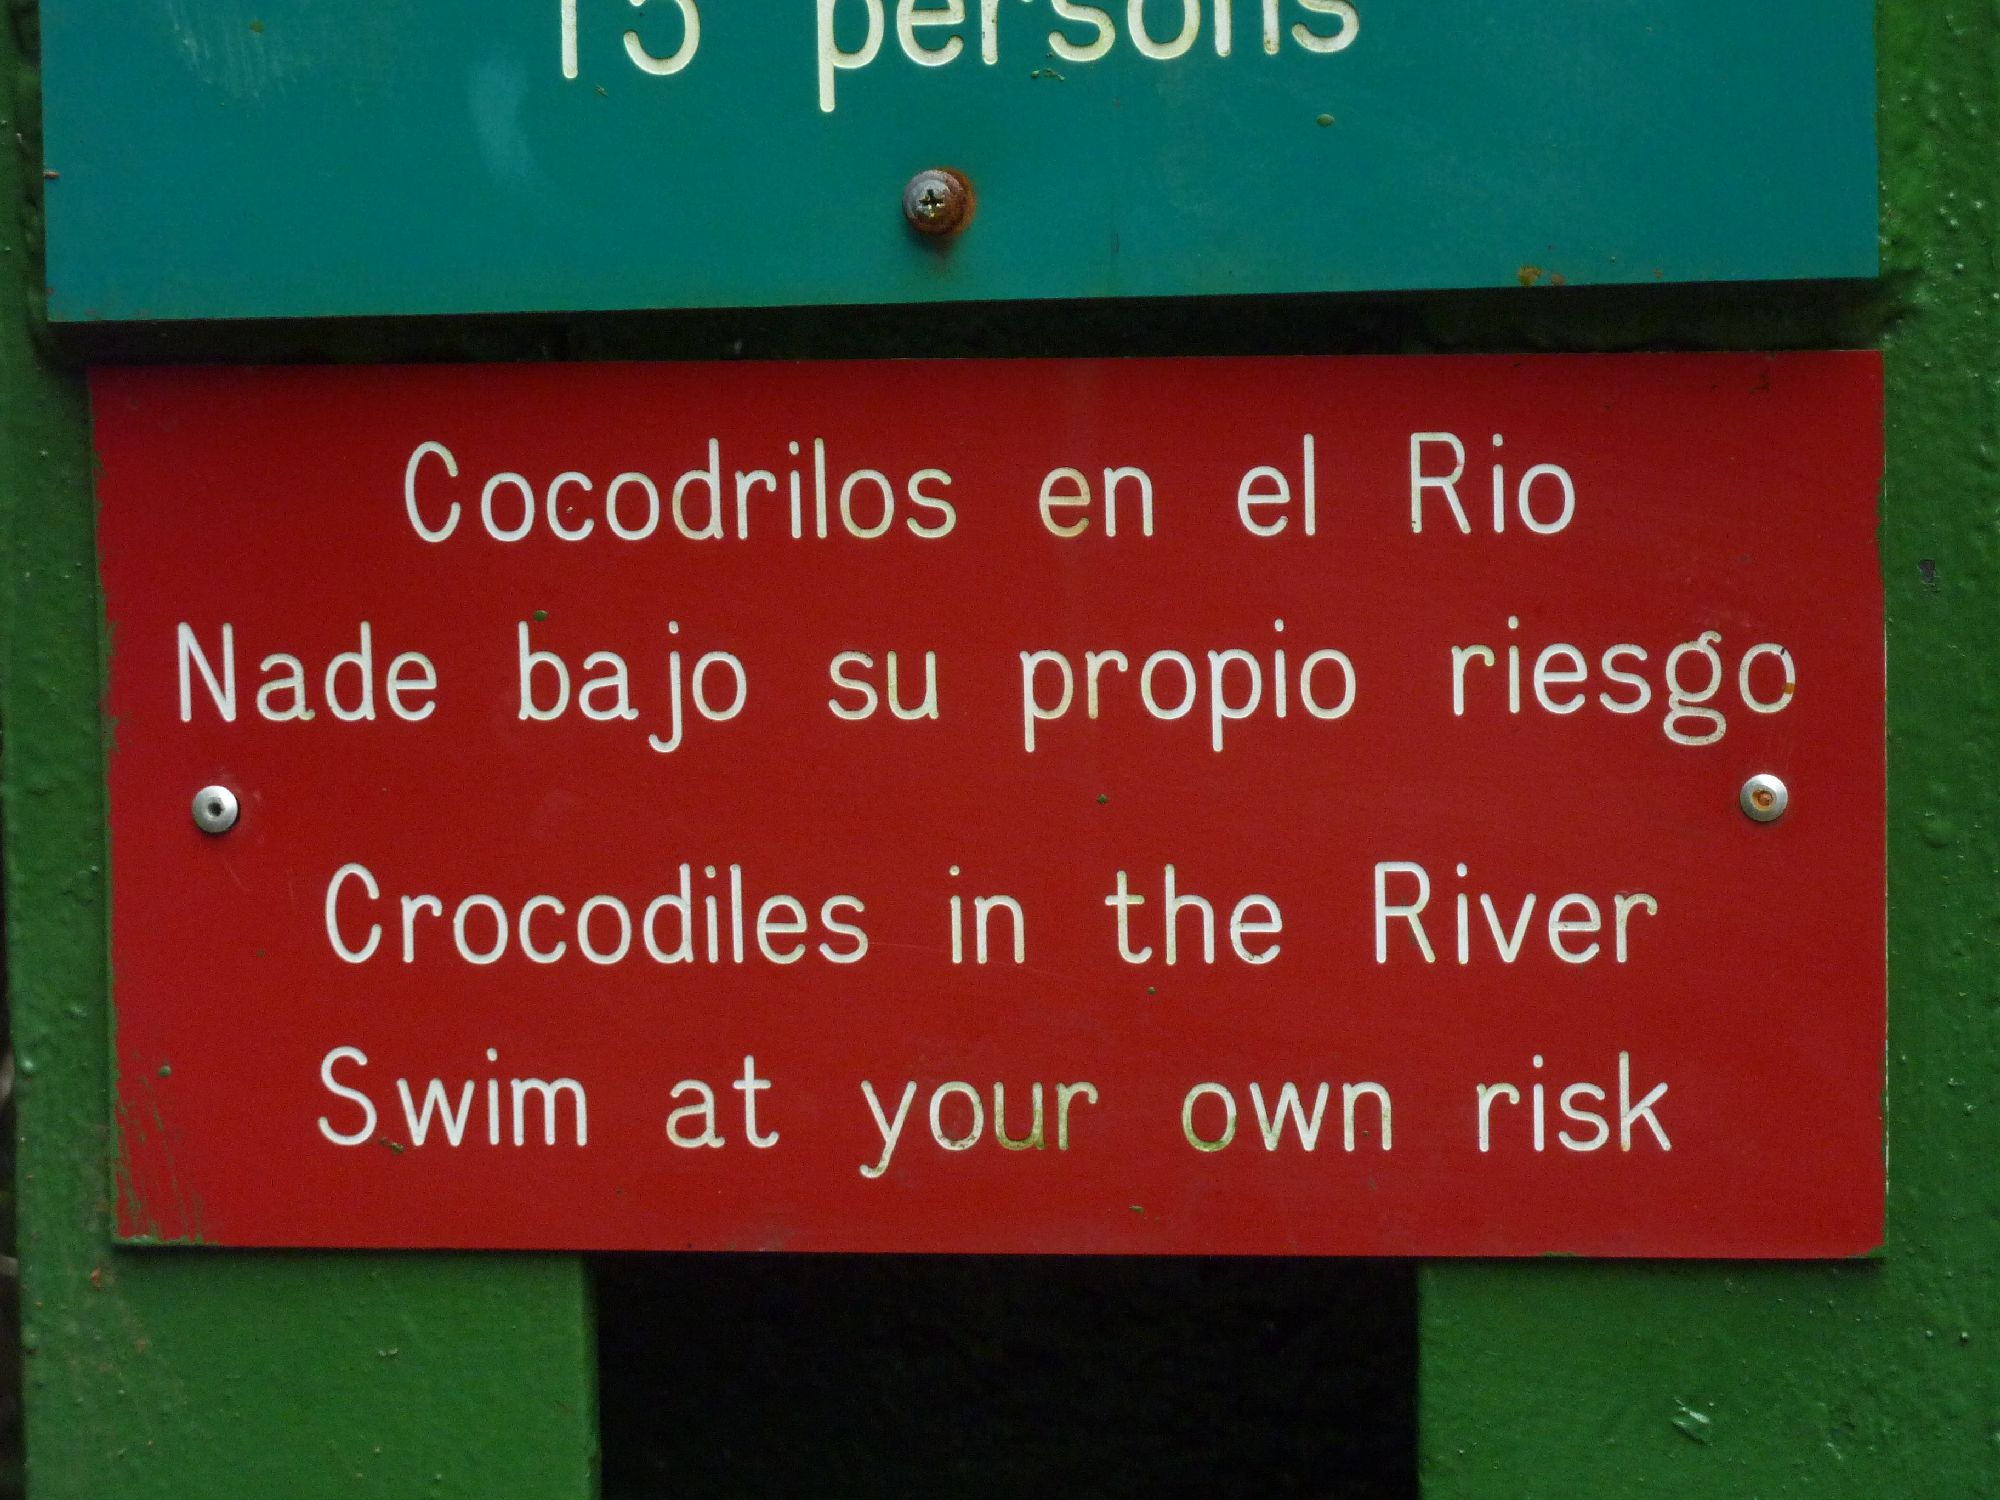 15 persons
Cocodrilos en el Rio
Nade bajo su propio riesgo
Crocodiles in the River
Swim at your own risk